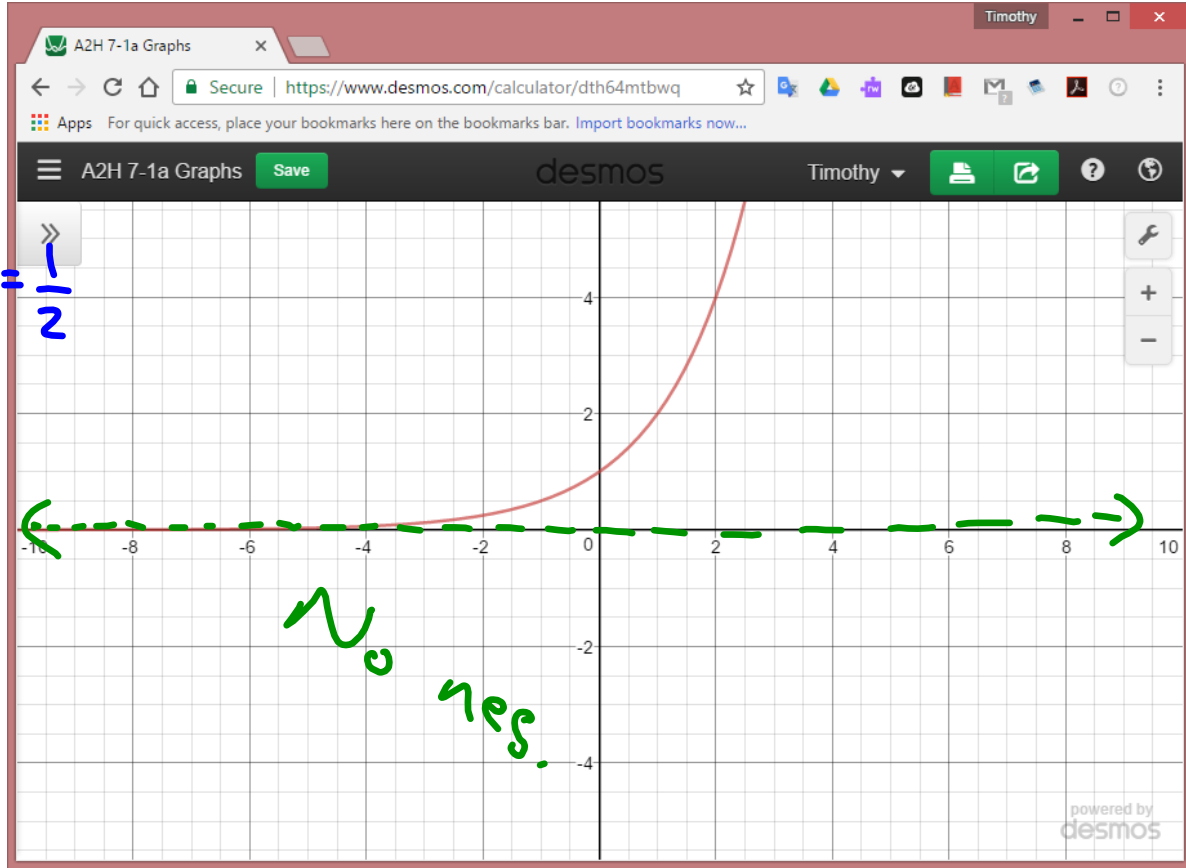 Timothy
A2H 7-1a Graphs
Secure | https://www.desmos.com/calculator/dth64mtbwq
Apps For quick access, place your bookmarks here on the bookmarks bar. Import bookmarks now...
A2H 7-1a Graphs Save desmos Timothy
= 1
2
4
2
-10 -8 -6 -4 -2 0 2 4 6 8 10
No neg.
-2
-4
powered by
desmos